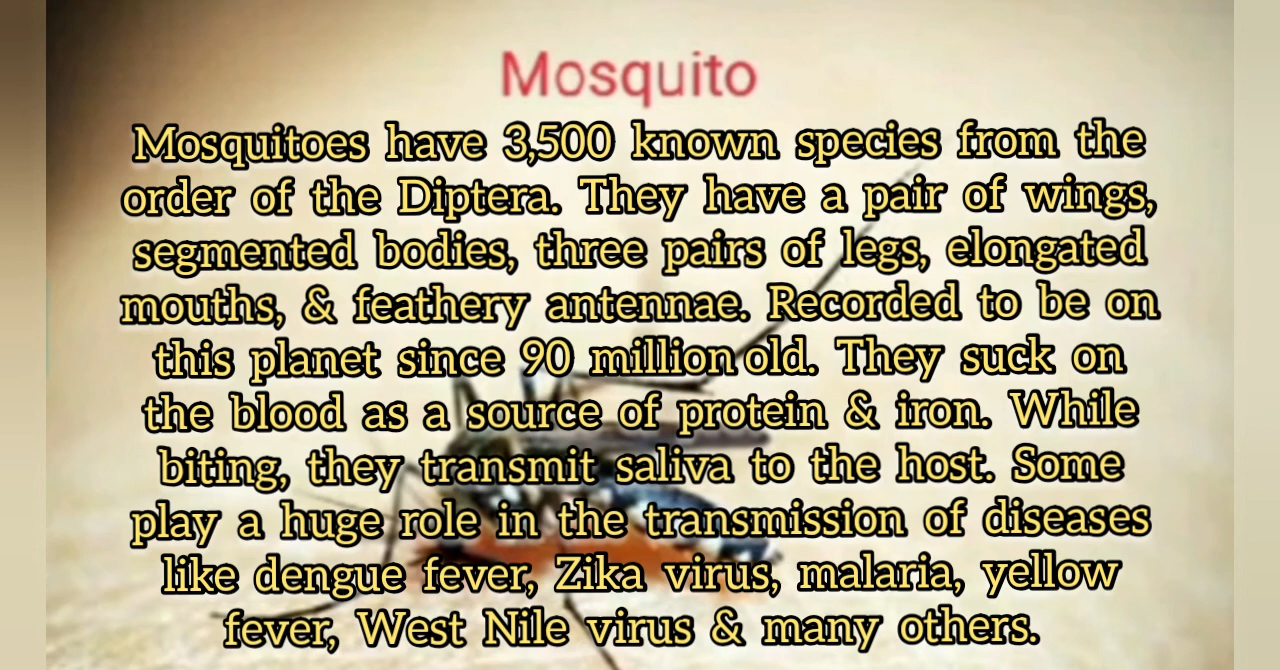 Mosquito
Mosquitoes have 3,500 known species from the
order of the Diptera. They have a pair of wings,
segmented bodies, three pairs of legs, elongated
mouths, & feathery antennae. Recorded to be on
this planet since 90 million old. They suck on
the blood as a source of protein & iron. While
biting, they transmit saliva to the host. Some
play a huge role in the transmission of diseases
like dengue fever, Zika virus, malaria, yellow
fever, West Nile virus & many others.